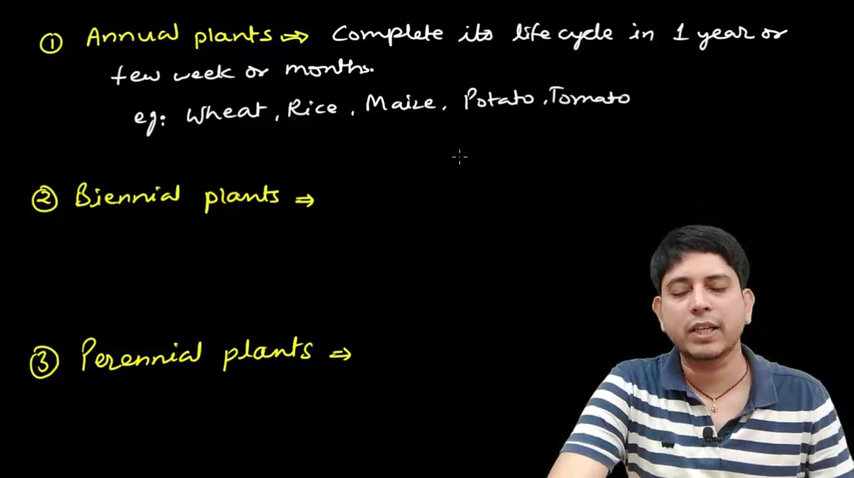 ① Annual plants ⇒ Complete its life cycle in 1 year or
few week or months.
eg: Wheat, Rice, Maize, Potato, Tomato
② Biennial plants ⇒
③ Perennial plants ⇒